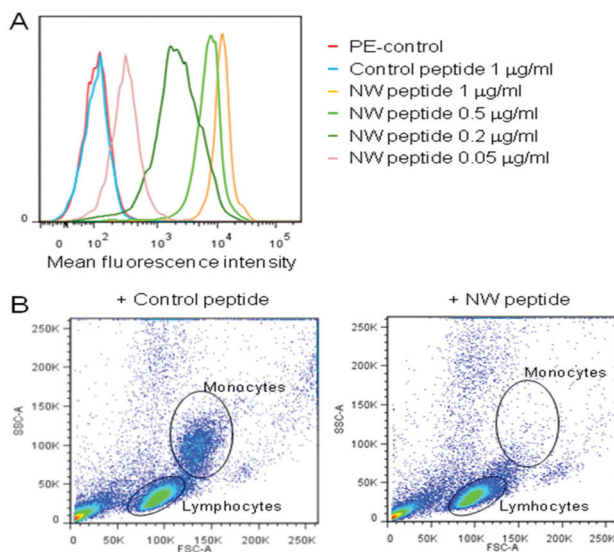 A
PE-control
Control peptide 1 μg/ml
NW peptide 1 μg/ml
NW peptide 0.5 μg/ml
NW peptide 0.2 μg/ml
NW peptide 0.05 μg/ml
0
0 10² 10³ 10⁴ 10⁵
Mean fluorescence intensity
B
+ Control peptide
250K
200K
150K
100K
50K
0
SSC-A
Monocytes
Lymphocytes
0 50K 100K 150K 200K 250K
FSC-A
+ NW peptide
250K
200K
150K
100K
50K
0
SSC-A
Monocytes
Lymhocytes
0 50K 100K 150K 200K 250K
FSC-A